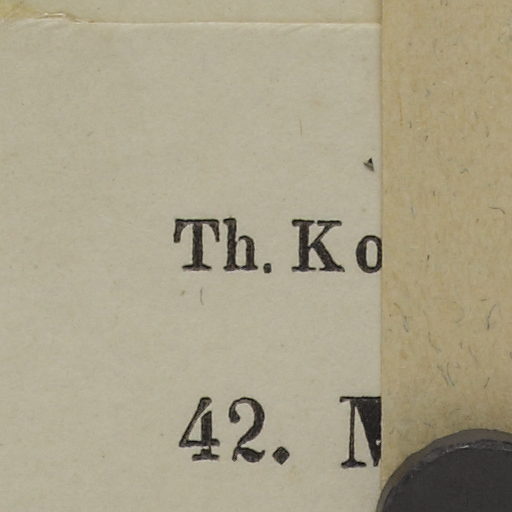 Th. Ko
42. M